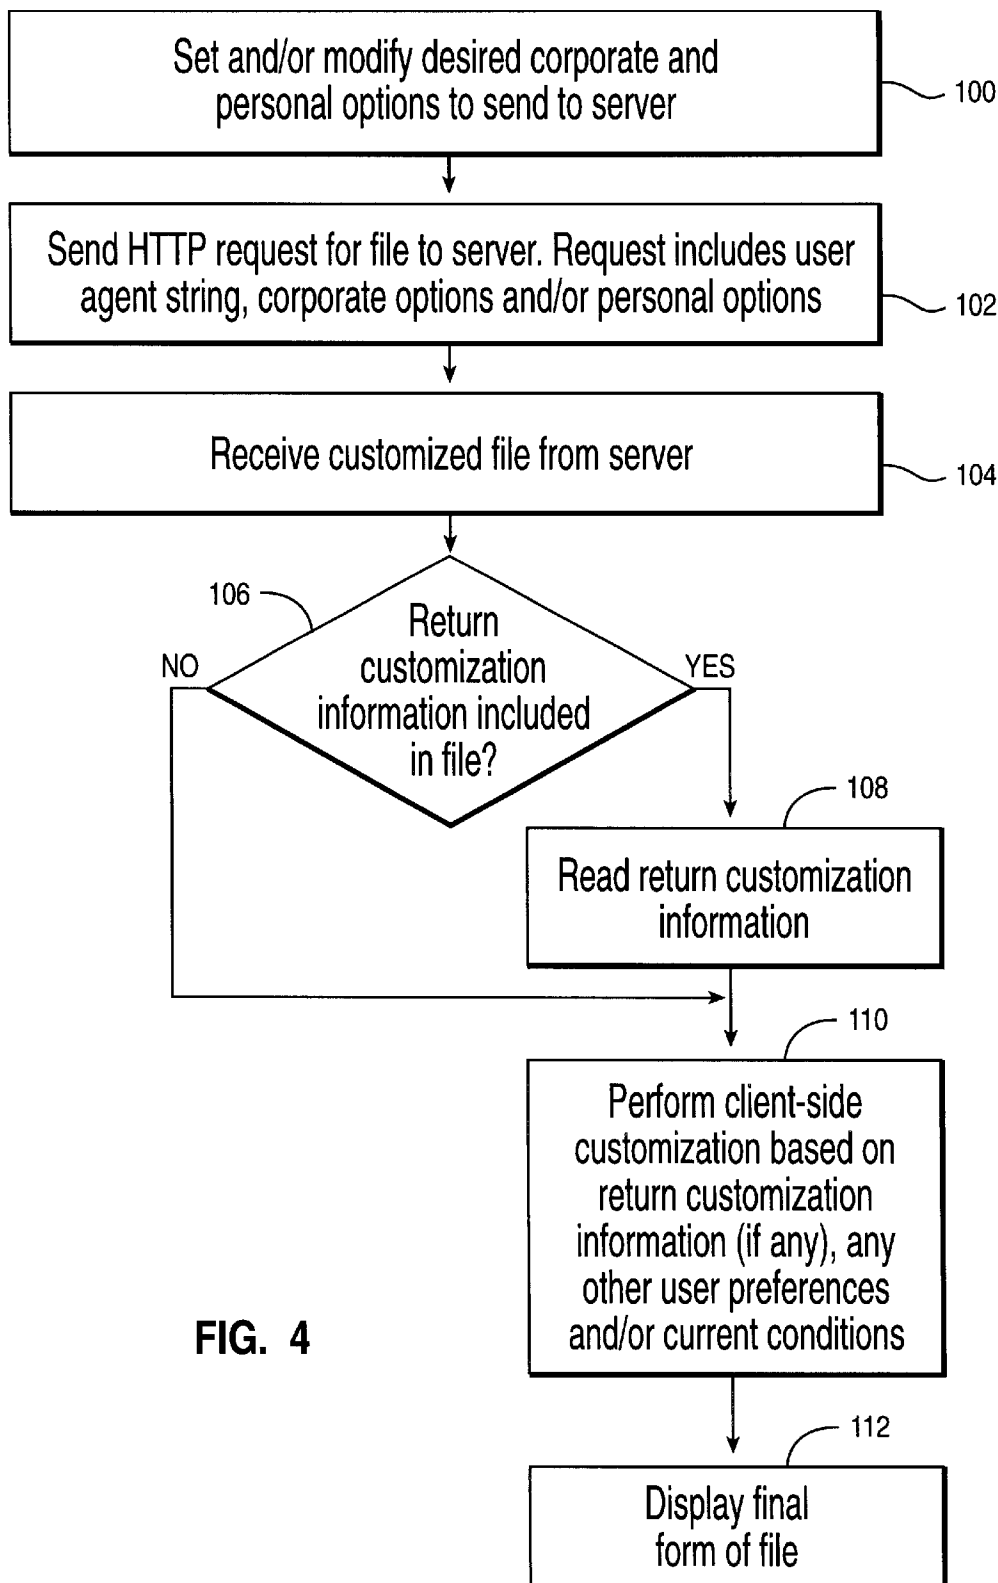 Set and/or modify desired corporate and
personal options to send to server
100
Send HTTP request for file to server. Request includes user
agent string, corporate options and/or personal options
102
Receive customized file from server
104
106
Return
customization
information included
in file?
NO
YES
108
Read return customization
information
110
Perform client-side
customization based on
return customization
information (if any), any
other user preferences
and/or current conditions
FIG. 4
112
Display final
form of file